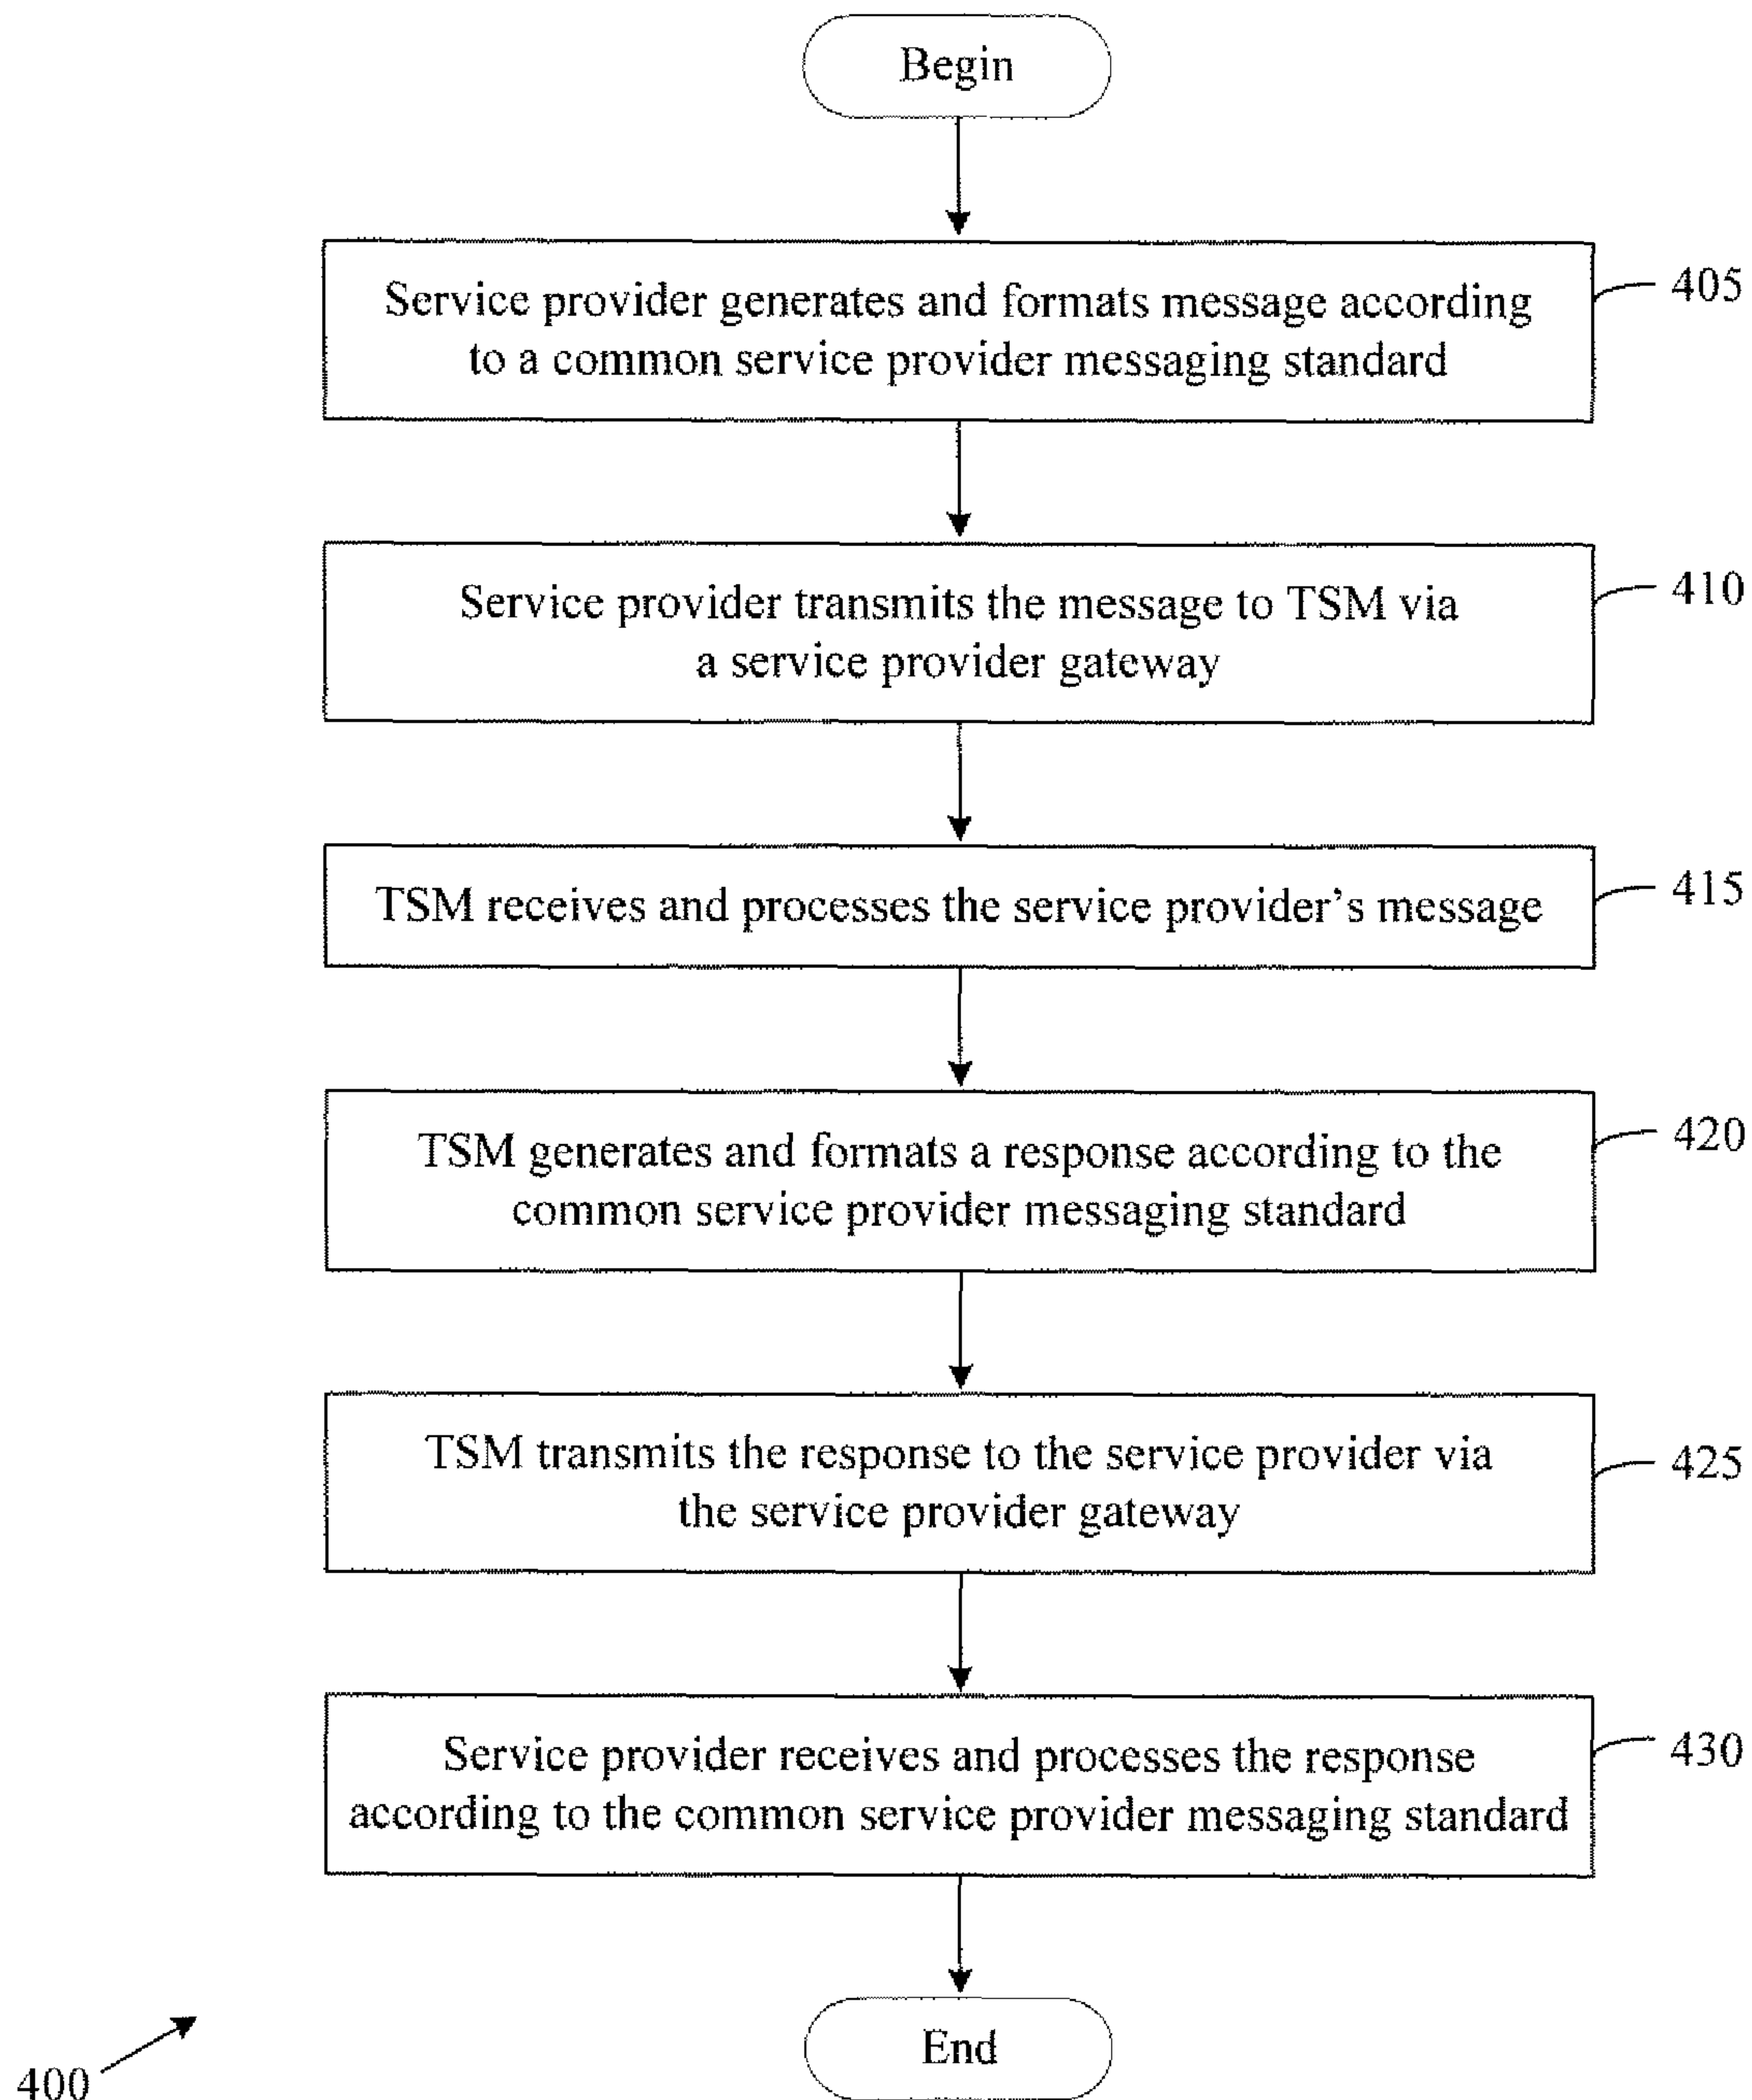 Begin
Service provider generates and formats message according
to a common service provider messaging standard
405
Service provider transmits the message to TSM via
a service provider gateway
410
TSM receives and processes the service provider's message
415
TSM generates and formats a response according to the
common service provider messaging standard
420
TSM transmits the response to the service provider via
the service provider gateway
425
Service provider receives and processes the response
according to the common service provider messaging standard
430
End
400